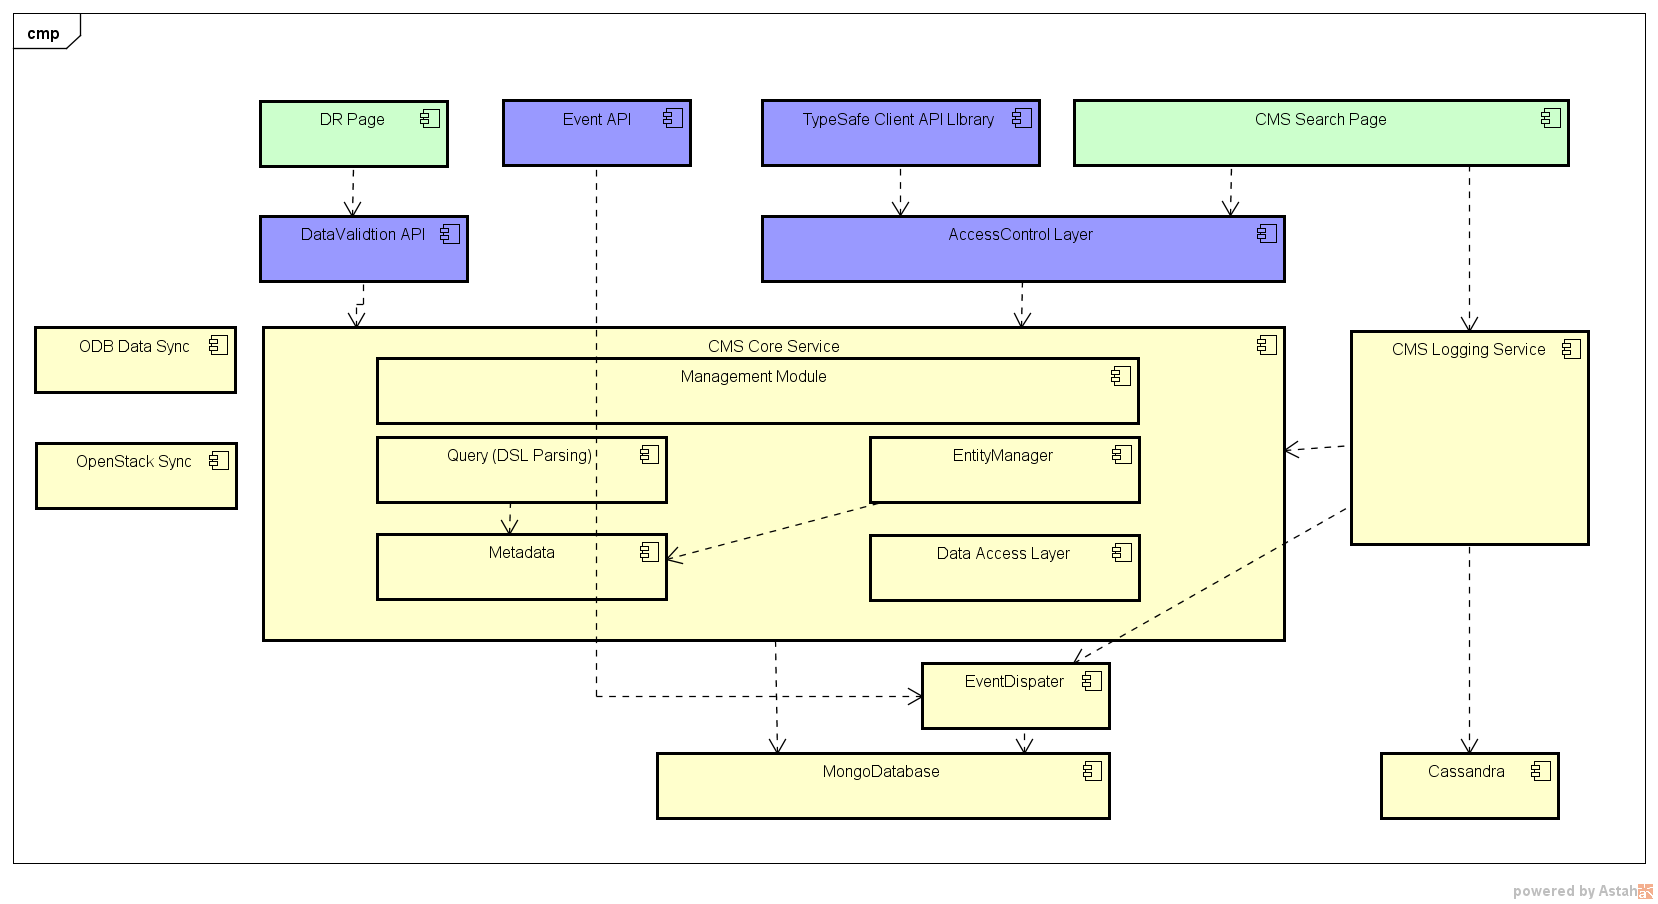 cmp
DR Page
Event API
TypeSafe Client API LIbrary
CMS Search Page
DataValidtion API
AccessControl Layer
ODB Data Sync
CMS Core Service
CMS Logging Service
Management Module
OpenStack Sync
Query (DSL Parsing)
EntityManager
Metadata
Data Access Layer
EventDispater
MongoDatabase
Cassandra
powered by Astah